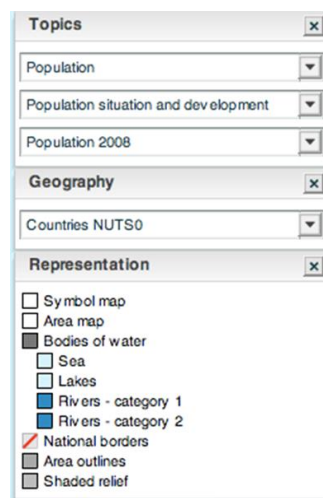 Topics
Population
Population situation and development
Population 2008
Geography
Countries NUTS0
Representation
Symbol map
Area map
Bodies of water
Sea
Lakes
Rivers - category 1
Rivers - category 2
National borders
Area outlines
Shaded relief